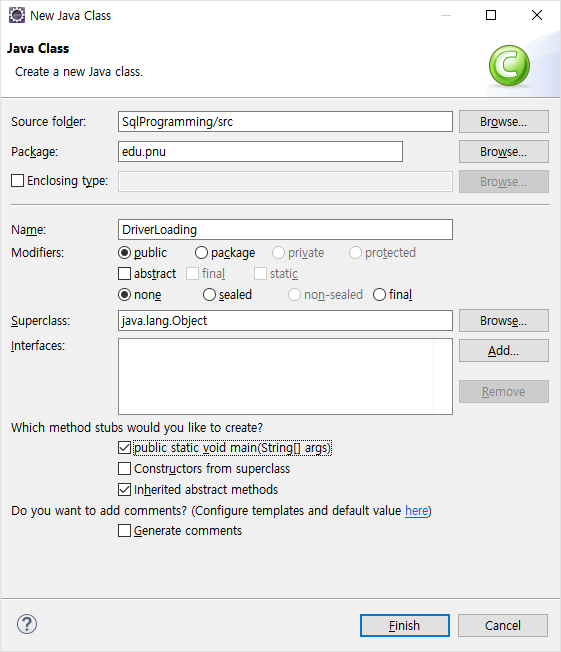 New Java Class
Java Class
Create a new Java class.
C
Source folder: SqlProgramming/src Browse...
Package: edu.pnu Browse...
Enclosing type: Browse...
Name: DriverLoading
Modifiers: public package private protected
abstract final static
none sealed non-sealed final
Superclass: java.lang.Object Browse...
Interfaces: Add...
Remove
Which method stubs would you like to create?
public static void main(String[] args)
Constructors from superclass
Inherited abstract methods
Do you want to add comments? (Configure templates and default value here)
Generate comments
? Finish Cancel